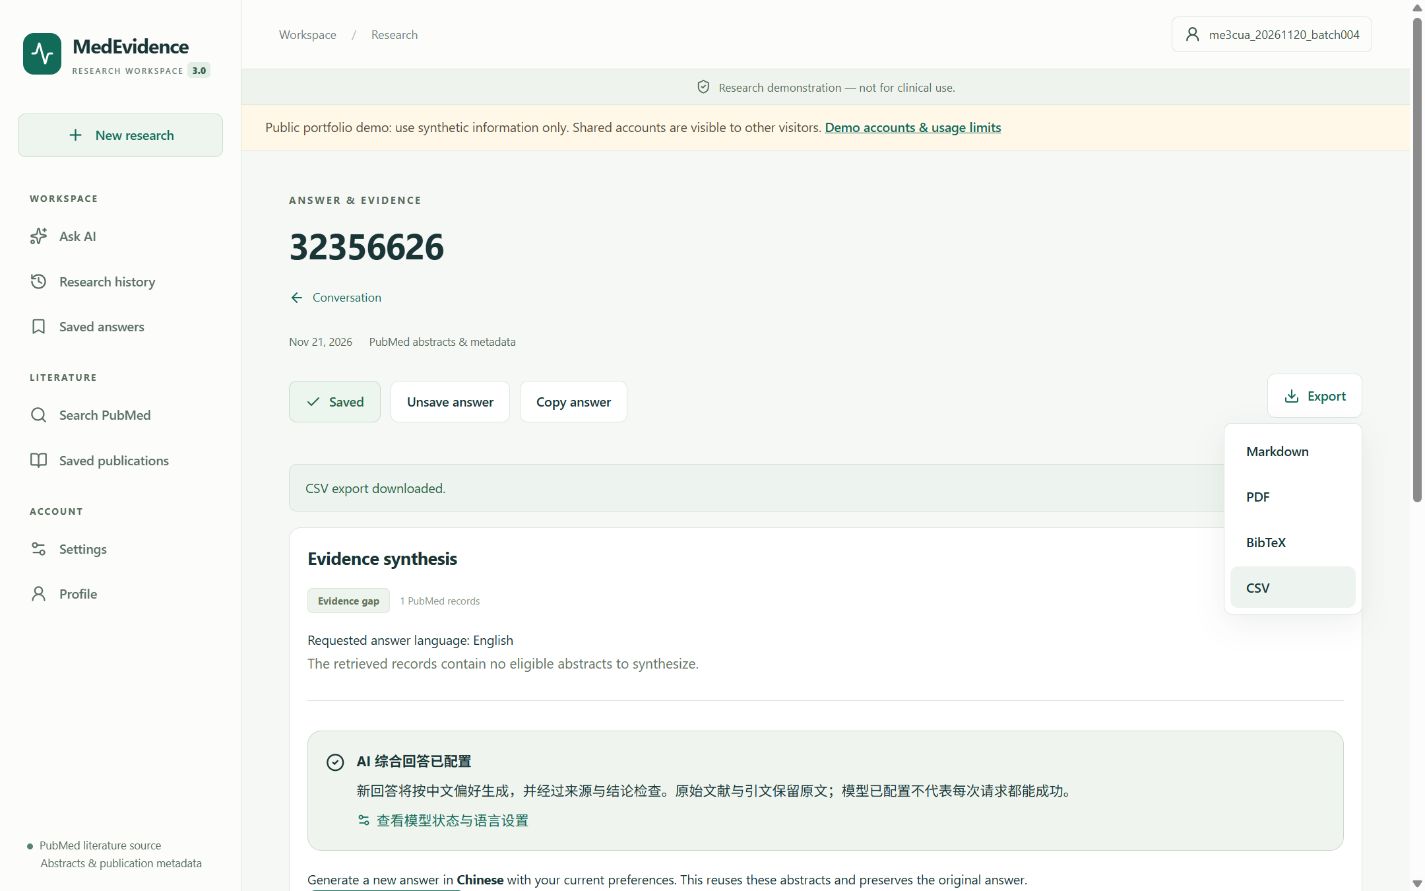 MedEvidence
RESEARCH WORKSPACE 3.0
New research
WORKSPACE
Ask AI
Research history
Saved answers
LITERATURE
Search PubMed
Saved publications
ACCOUNT
Settings
Profile
PubMed literature source
Abstracts & publication metadata
Workspace / Research
me3cua_20261120_batch004
Research demonstration — not for clinical use.
Public portfolio demo: use synthetic information only. Shared accounts are visible to other visitors. Demo accounts & usage limits
ANSWER & EVIDENCE
32356626
Conversation
Nov 21, 2026 PubMed abstracts & metadata
Saved
Unsave answer
Copy answer
Export
Markdown
PDF
BibTeX
CSV
CSV export downloaded.
Evidence synthesis
Evidence gap 1 PubMed records
Requested answer language: English
The retrieved records contain no eligible abstracts to synthesize.
AI 综合回答已配置
新回答将按中文偏好生成，并经过来源与结论检查。原始文献与引文保留原文；模型已配置不代表每次请求都能成功。
查看模型状态与语言设置
Generate a new answer in Chinese with your current preferences. This reuses these abstracts and preserves the original answer.